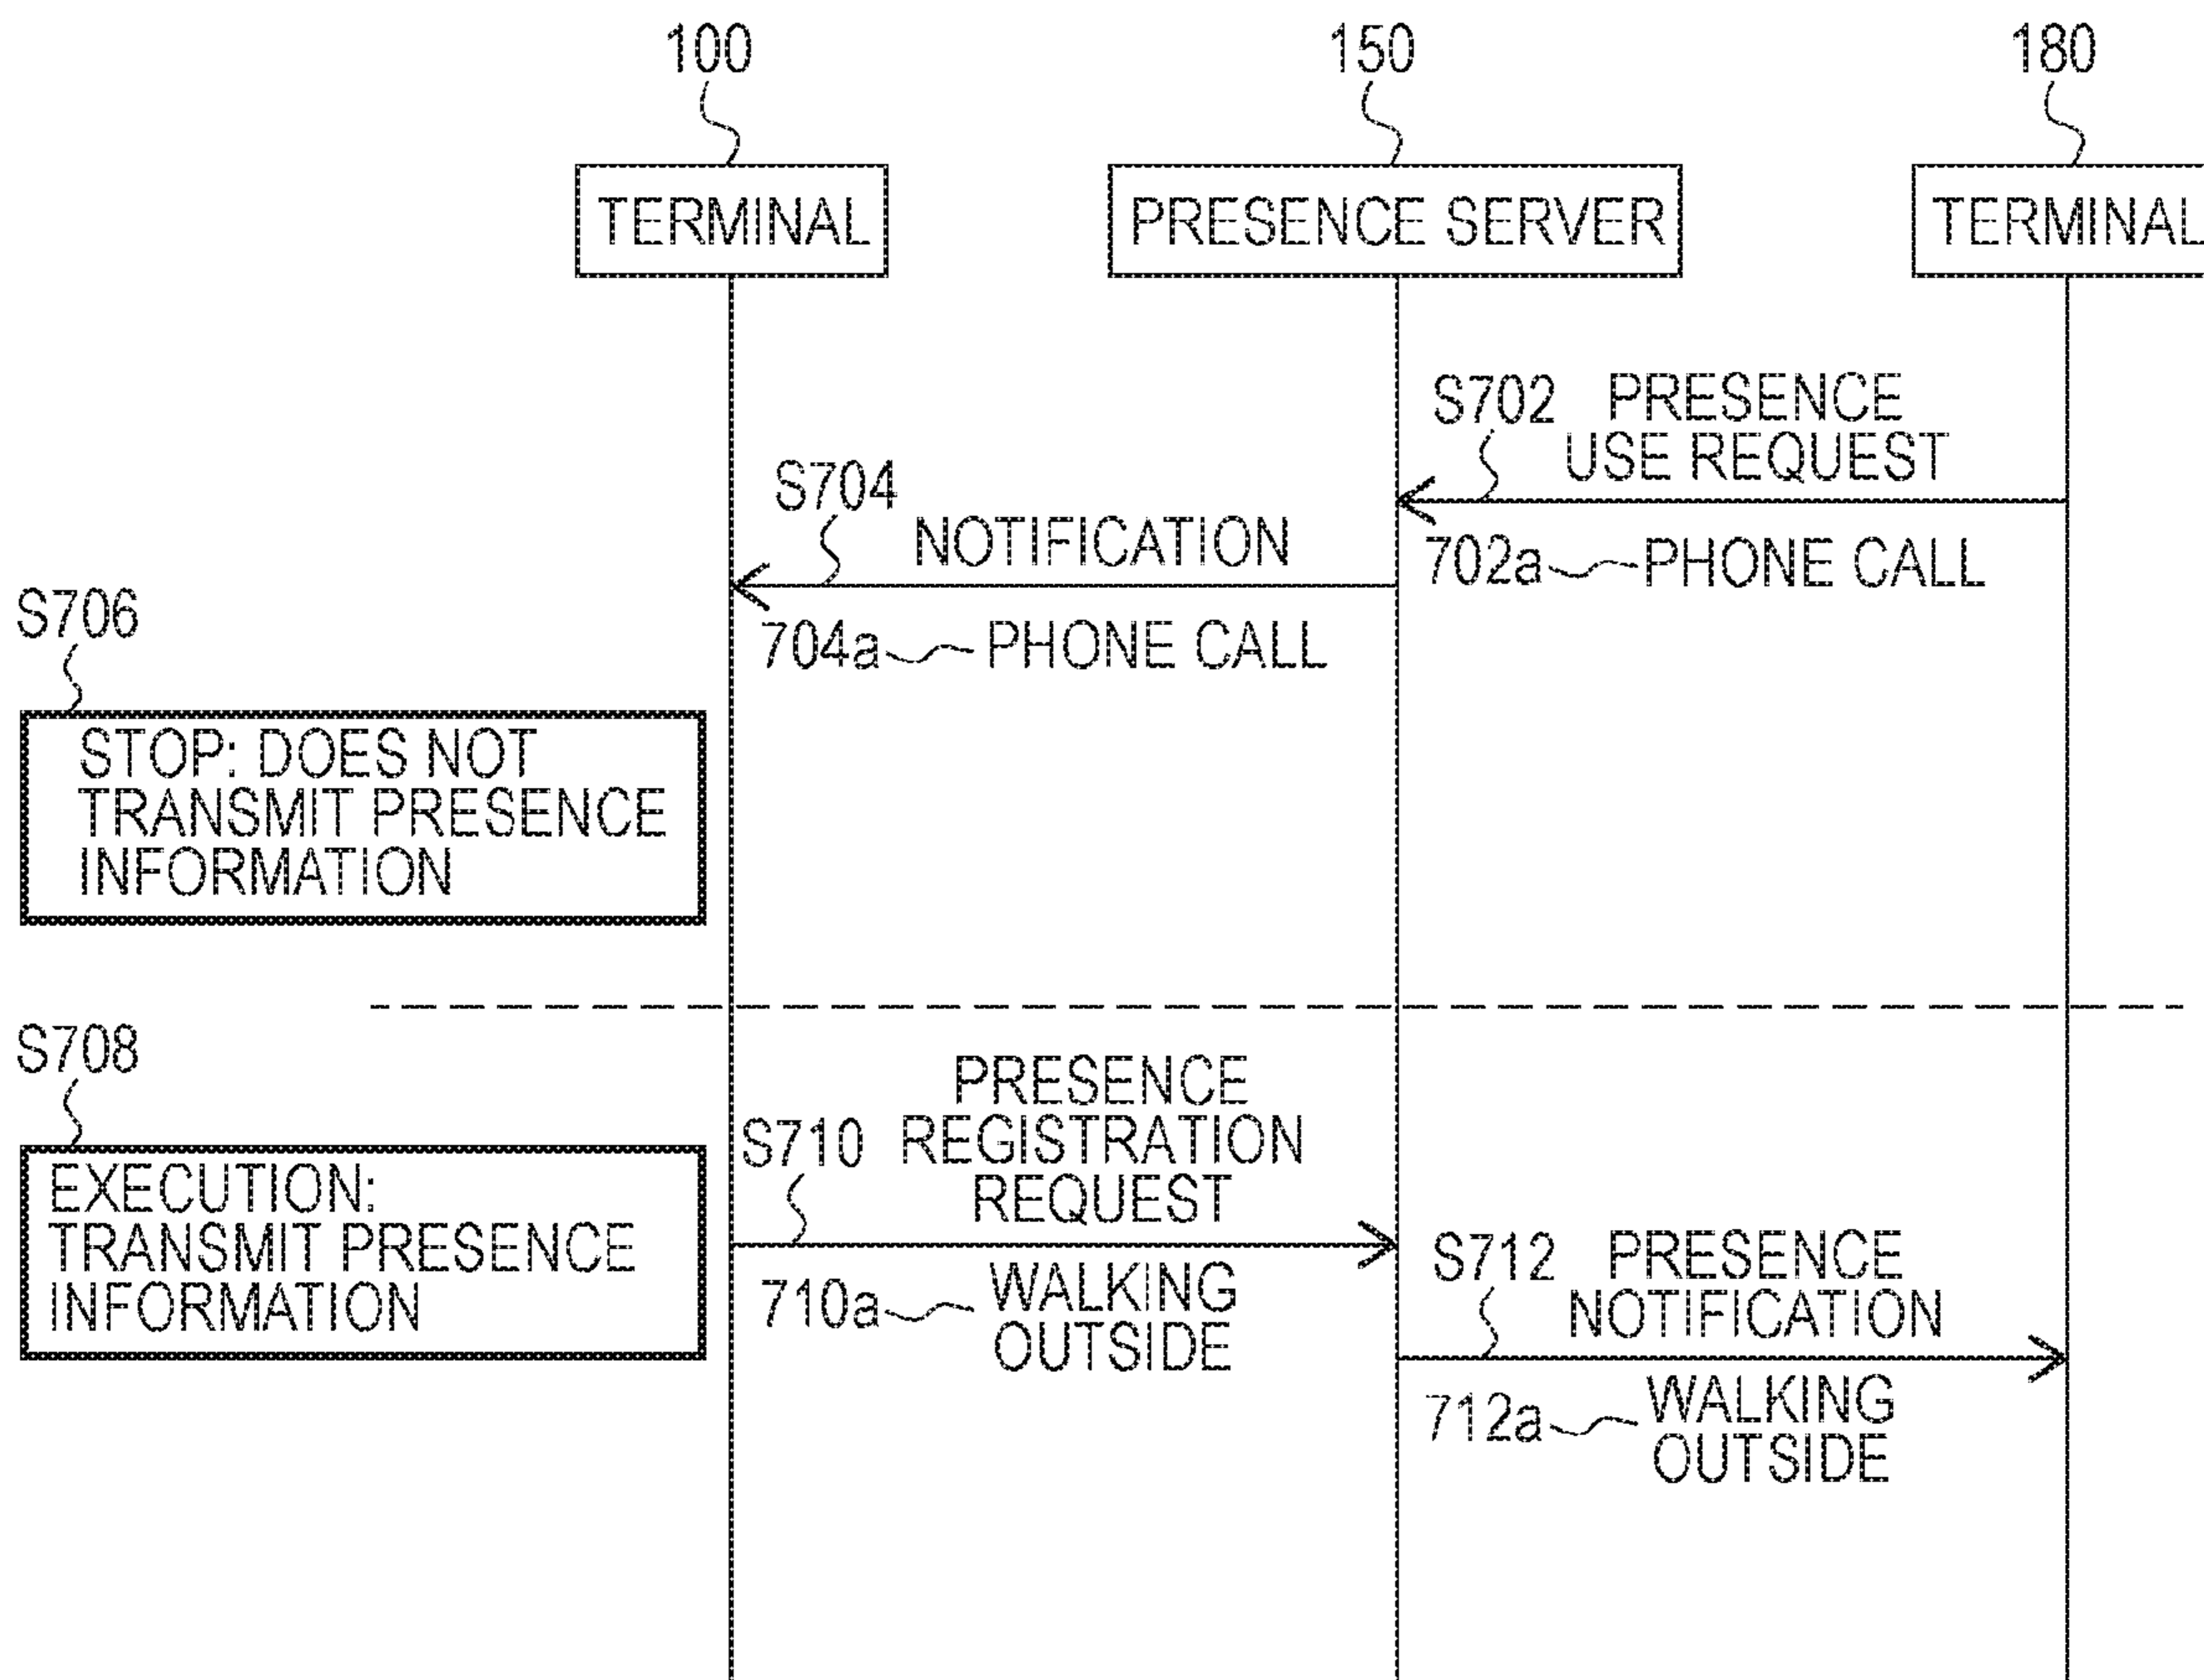 100
150
180
TERMINAL
PRESENCE SERVER
TERMINAL
S702
PRESENCE
USE REQUEST
S704
NOTIFICATION
702a
PHONE CALL
704a
PHONE CALL
S706
STOP: DOES NOT
TRANSMIT PRESENCE
INFORMATION
S708
EXECUTION:
TRANSMIT PRESENCE
INFORMATION
S710
PRESENCE
REGISTRATION
REQUEST
710a
WALKING
OUTSIDE
S712
PRESENCE
NOTIFICATION
712a
WALKING
OUTSIDE